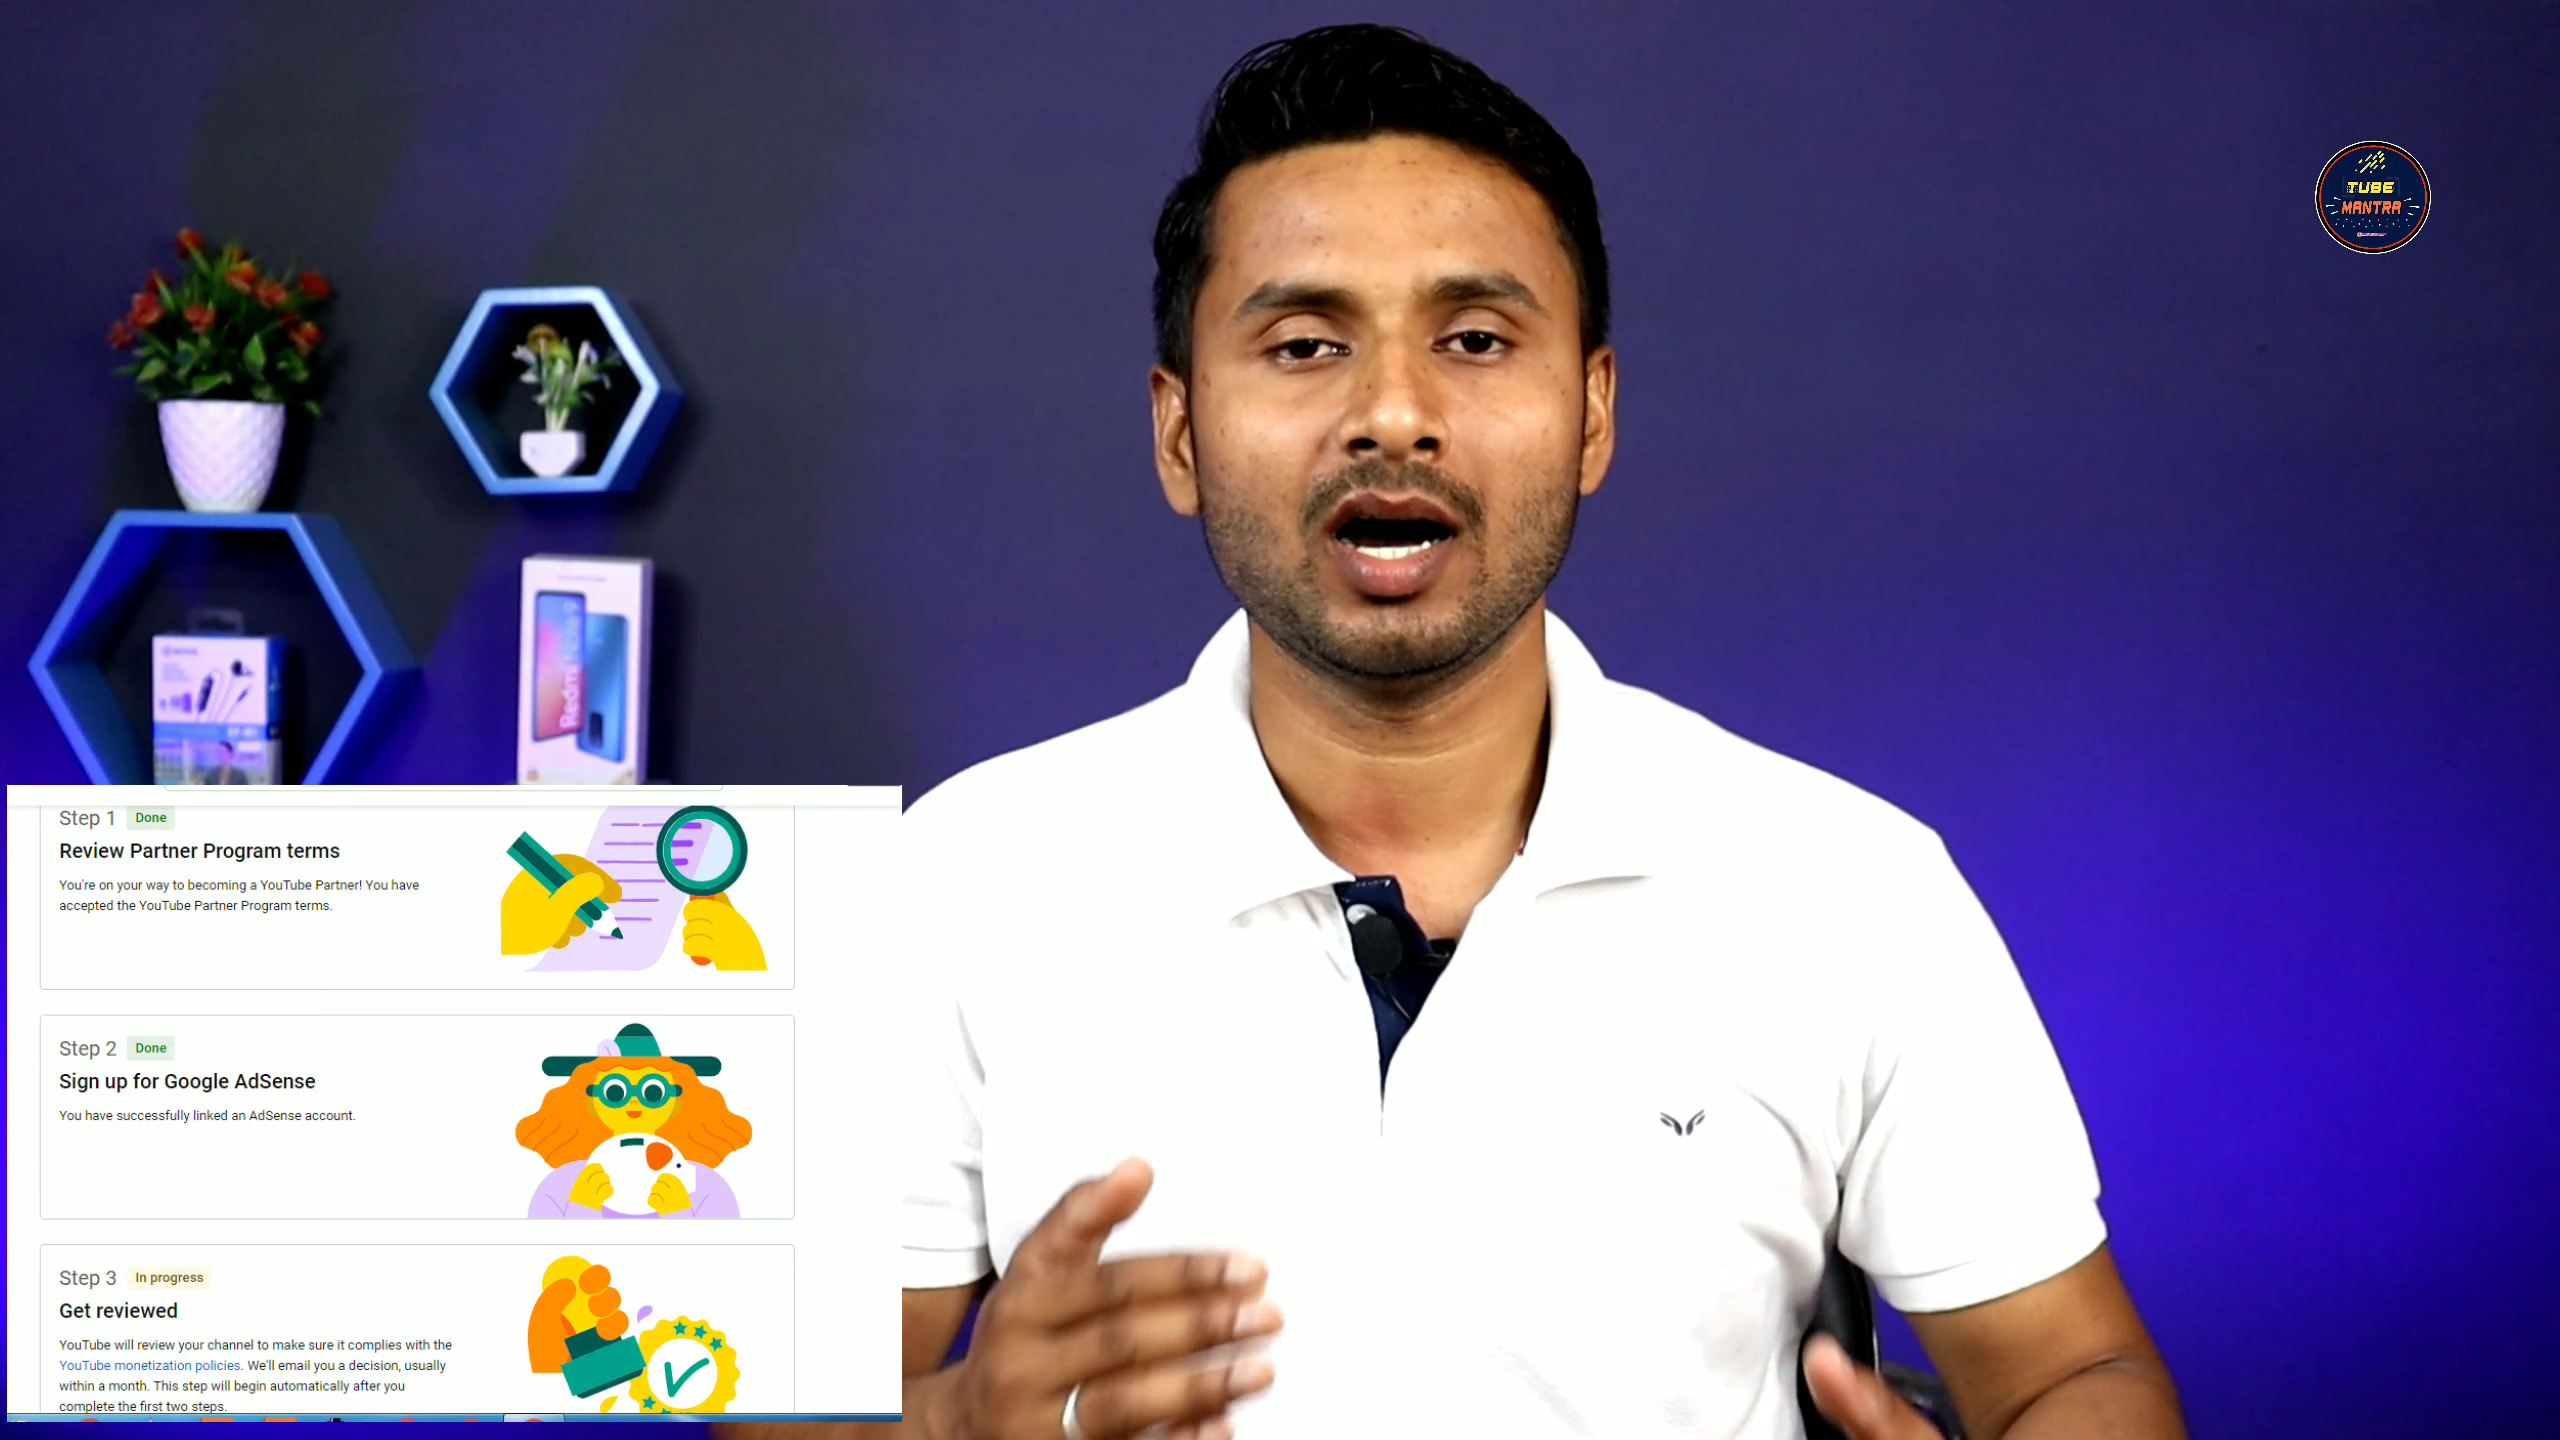 TUBE
MANTRA
Redmi Note 9
Step 1 Done
Review Partner Program terms
You're on your way to becoming a YouTube Partner! You have
accepted the YouTube Partner Program terms.
Step 2 Done
Sign up for Google AdSense
You have successfully linked an AdSense account.
Step 3 In progress
Get reviewed
YouTube will review your channel to make sure it complies with the
YouTube monetization policies. We'll email you a decision, usually
within a month. This step will begin automatically after you
complete the first two steps.